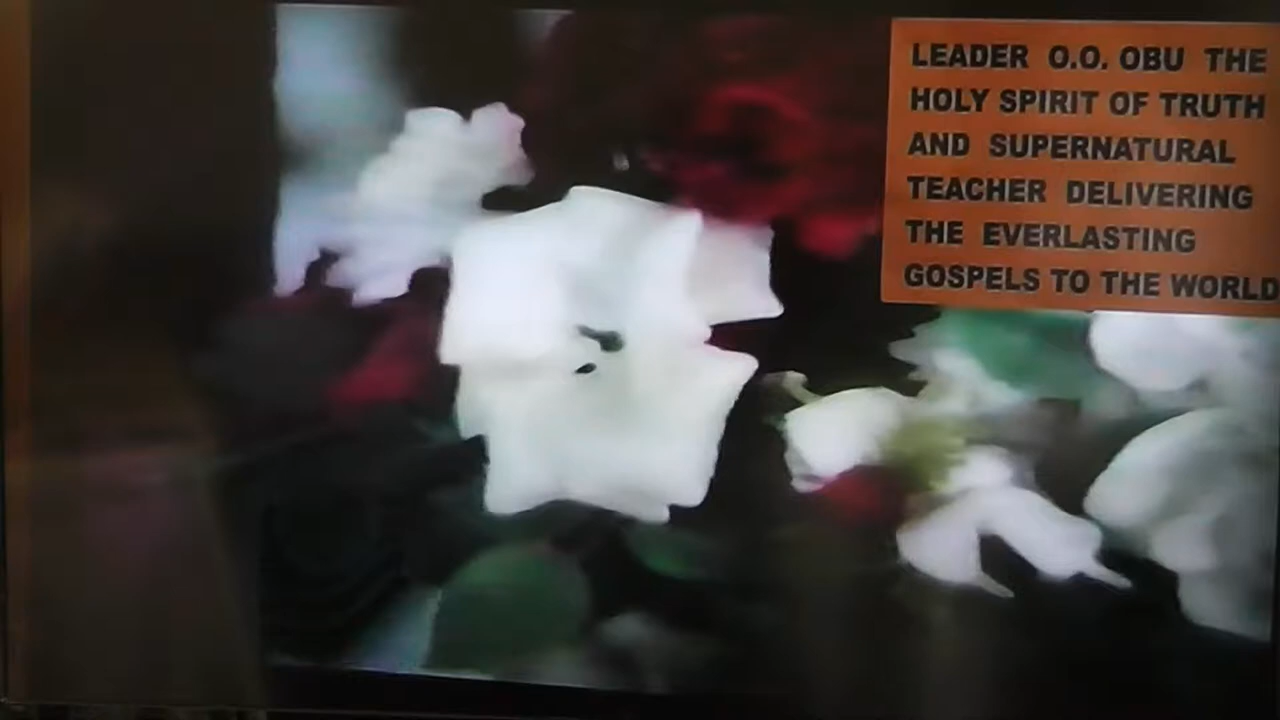 LEADER O.O. OBU THE
HOLY SPIRIT OF TRUTH
AND SUPERNATURAL
TEACHER DELIVERING
THE EVERLASTING
GOSPELS TO THE WORLD